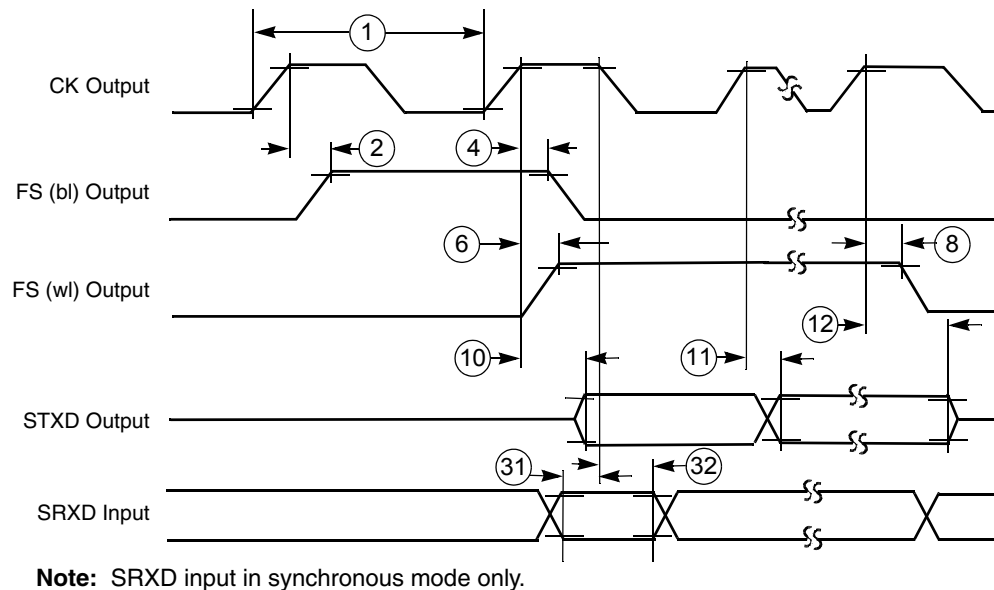 1
CK Output
2
4
FS (bl) Output
6
8
FS (wl) Output
12
10
11
STXD Output
31
32
SRXD Input
Note: SRXD input in synchronous mode only.